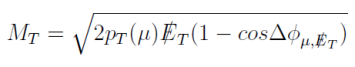 M_T = \sqrt{2p_T(\mu)\not{E}_T(1 - cos\Delta\phi_{\mu,\not{E}_T})}